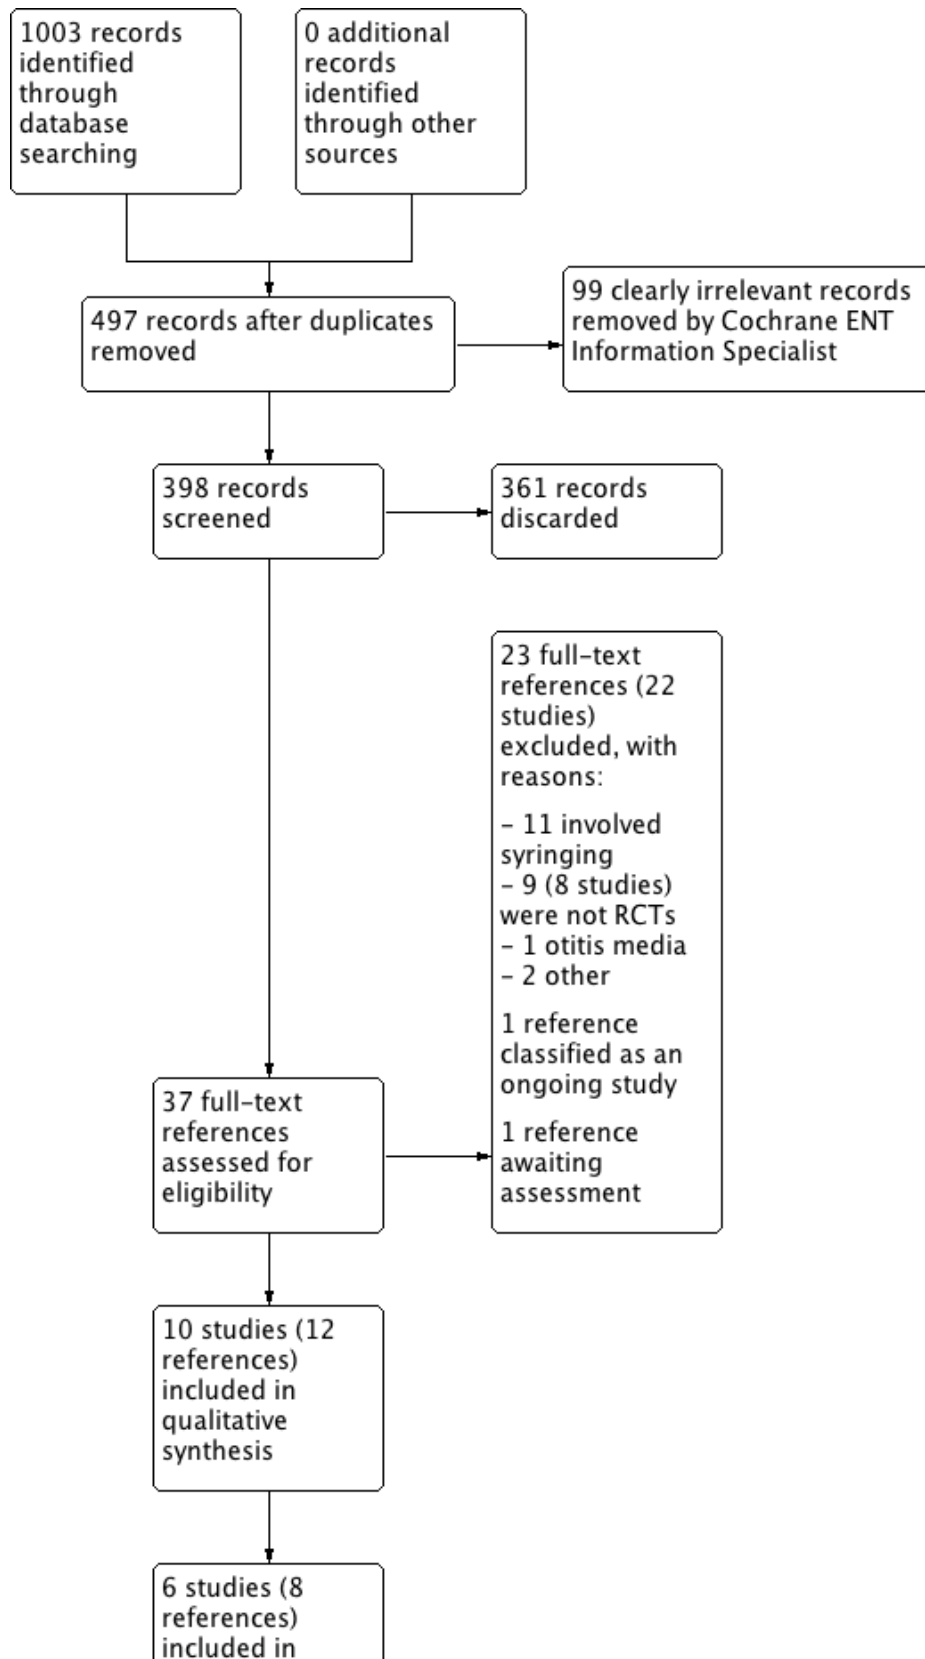 1003 records
identified
through
database
searching
0 additional
records
identified
through other
sources
497 records after duplicates
removed
99 clearly irrelevant records
removed by Cochrane ENT
Information Specialist
398 records
screened
361 records
discarded
23 full-text
references (22
studies)
excluded, with
reasons:
- 11 involved
syringing
- 9 (8 studies)
were not RCTs
- 1 otitis media
- 2 other
1 reference
classified as an
ongoing study
1 reference
awaiting
assessment
37 full-text
references
assessed for
eligibility
10 studies (12
references)
included in
qualitative
synthesis
6 studies (8
references)
included in